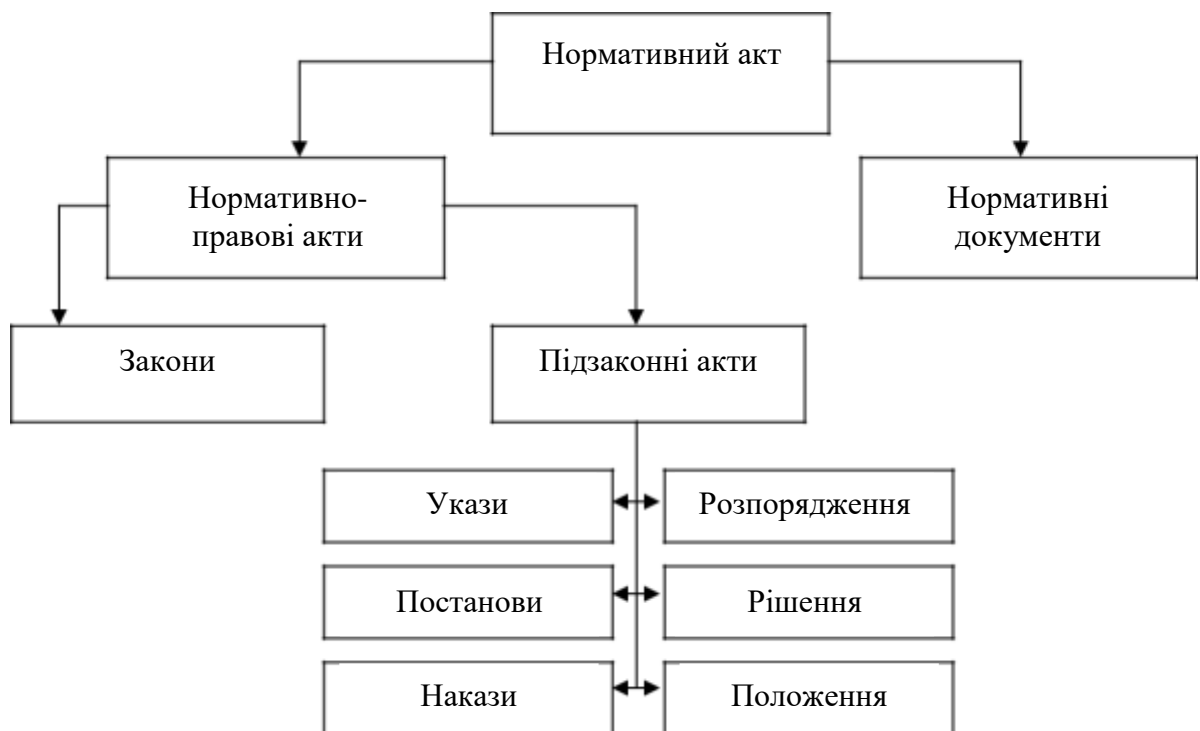 Нормативний акт
Нормативно-
правові акти
Нормативні
документи
Закони
Підзаконні акти
Укази
Розпорядження
Постанови
Рішення
Накази
Положення